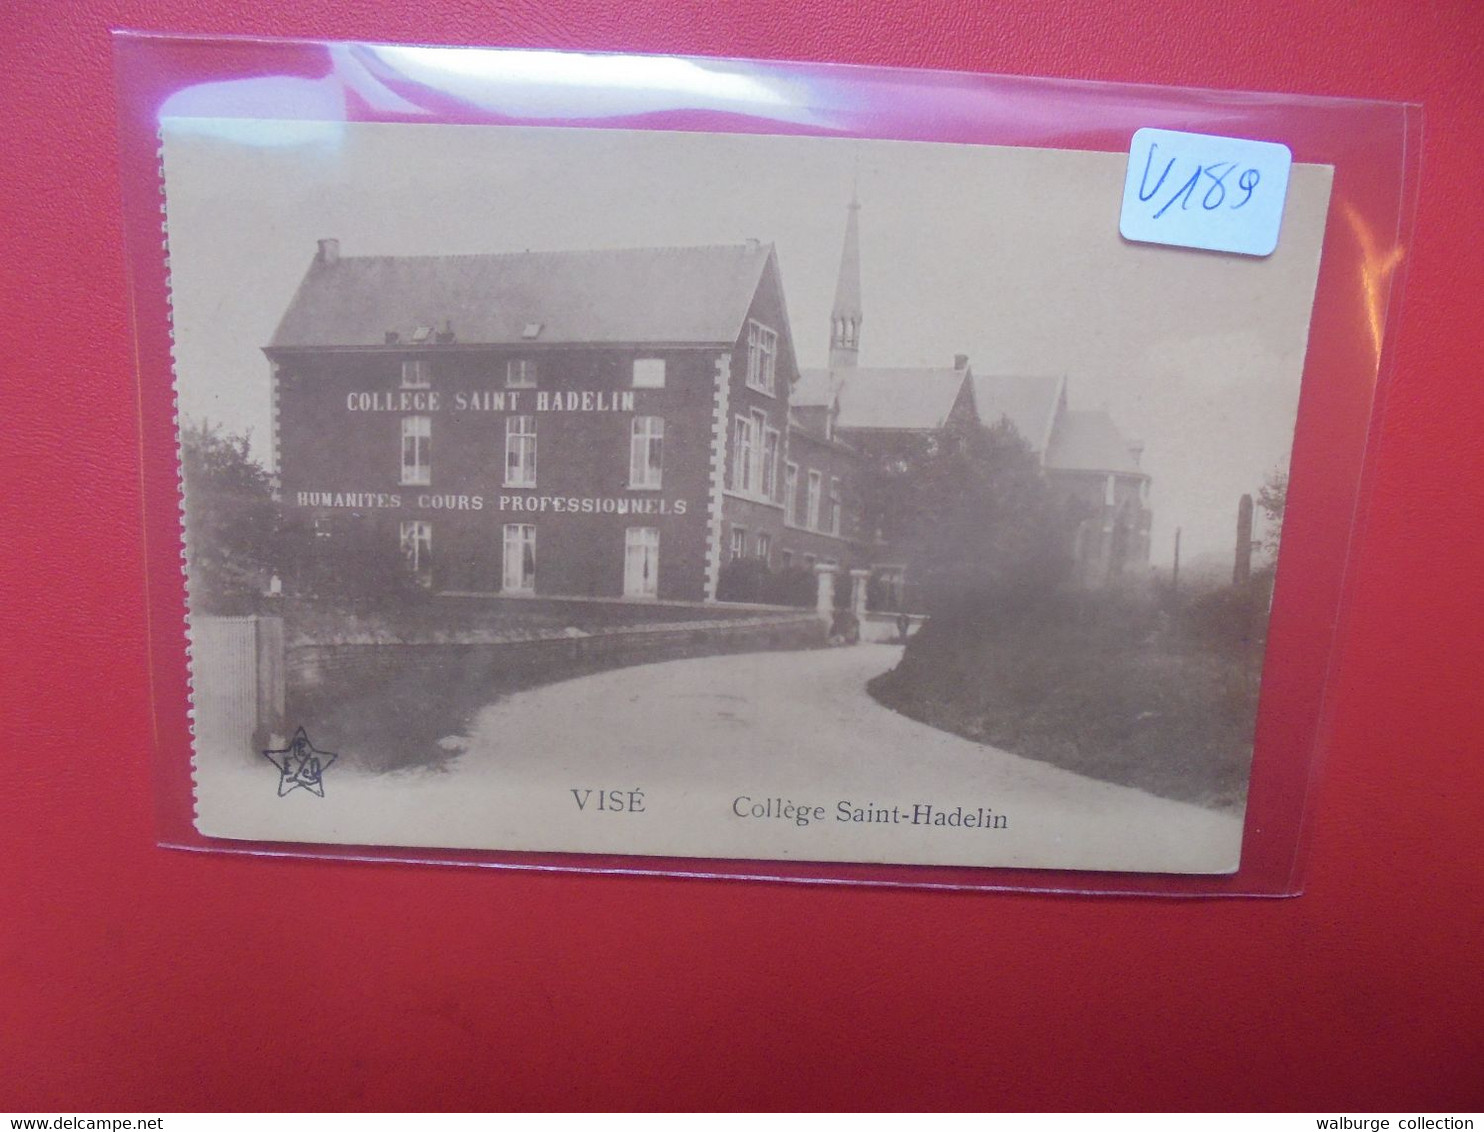 V189
COLLEGE SAINT HADELIN
HUMANITES COURS PROFESSIONNELS
VISÉ Collège Saint-Hadelin
walburge collection
www.delcampe.net